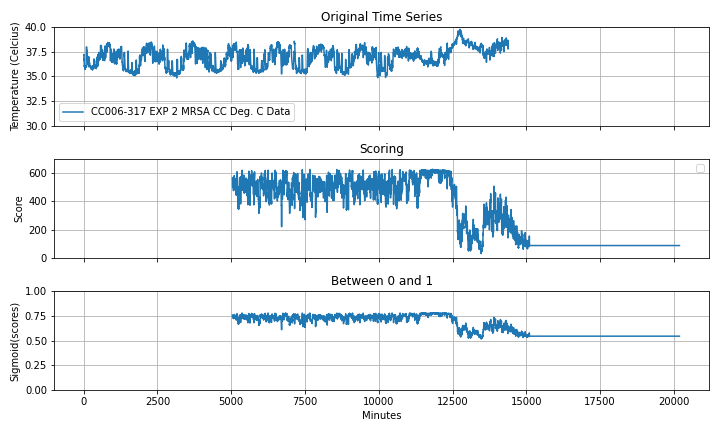 Original Time Series
Temperature (Celcius)
40.0
37.5
35.0
32.5
30.0
CC006-317 EXP 2 MRSA CC Deg. C Data
Scoring
Score
600
400
200
0
Between 0 and 1
Sigmoid(scores)
1.00
0.75
0.50
0.25
0.00
0 2500 5000 7500 10000 12500 15000 17500 20000
Minutes